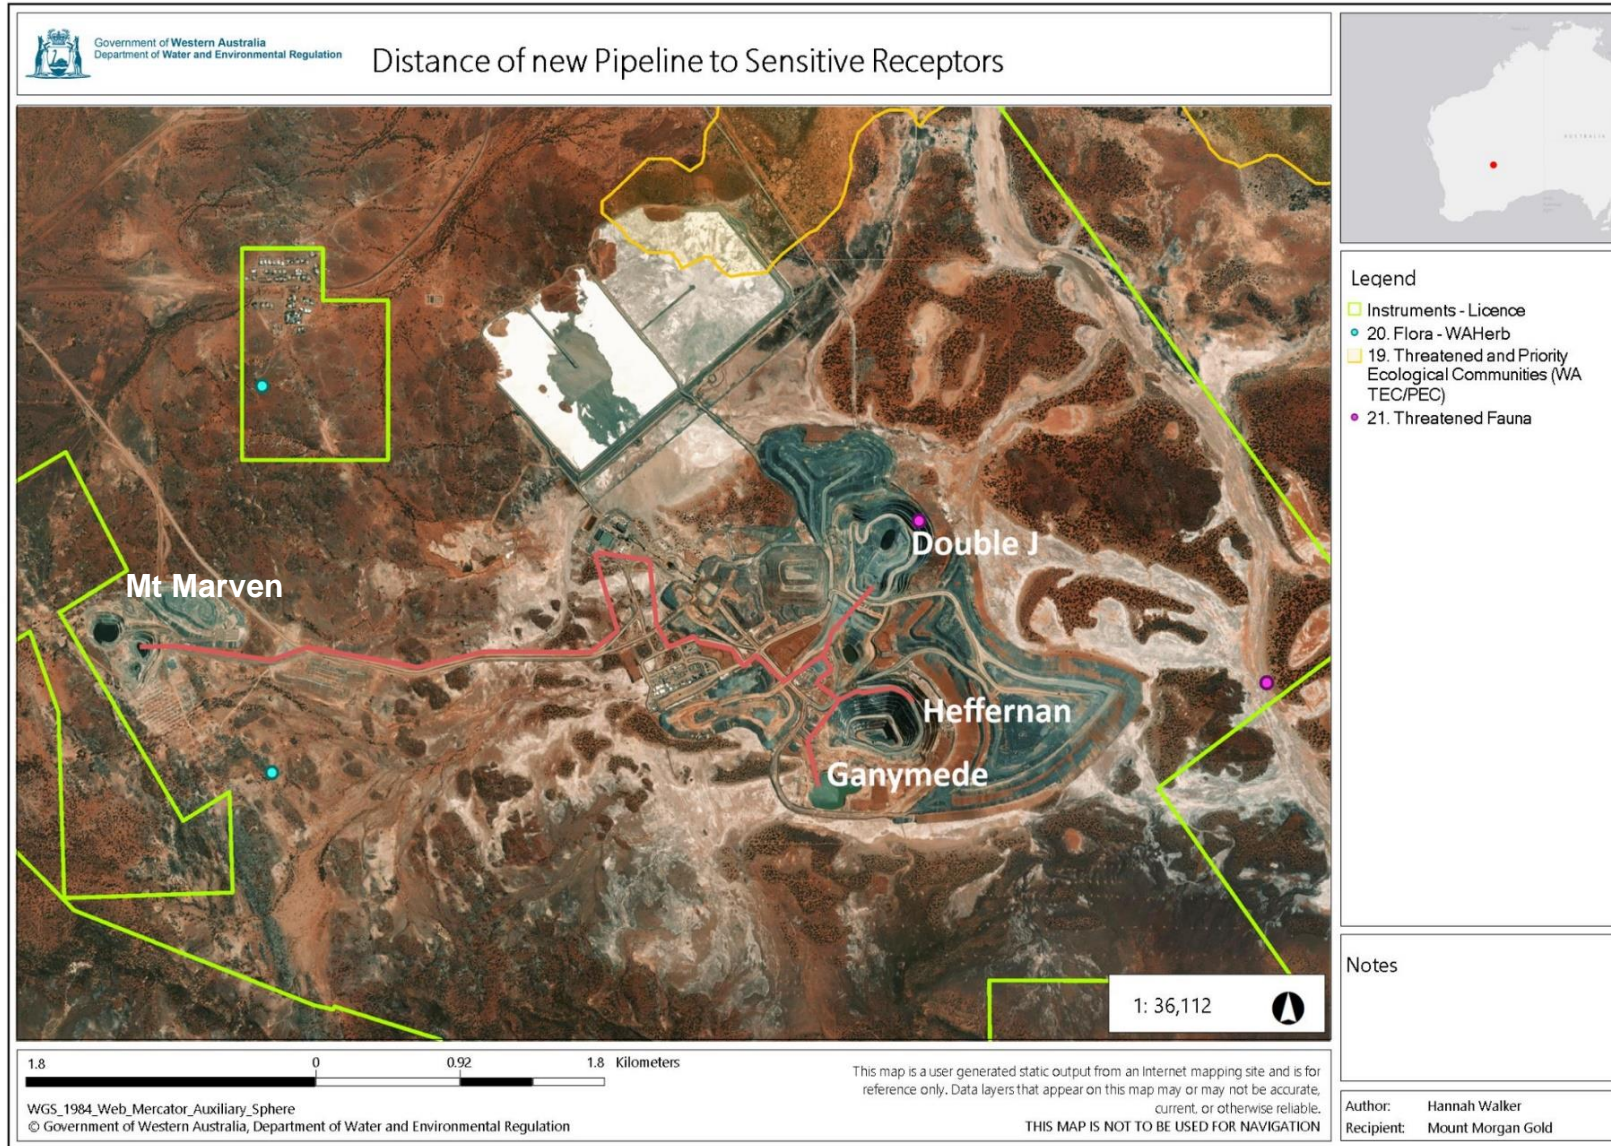 Government of Western Australia
Department of Water and Environmental Regulation
Distance of new Pipeline to Sensitive Receptors
AUSTRALIA
Legend
Instruments - Licence
20. Flora - WAHerb
19. Threatened and Priority
Ecological Communities (WA
TEC/PEC)
21. Threatened Fauna
Double J
Mt Marven
Heffernan
Ganymede
1: 36,112
Notes
1.8 0 0.92 1.8 Kilometers
WGS_1984_Web_Mercator_Auxiliary_Sphere
© Government of Western Australia, Department of Water and Environmental Regulation
This map is a user generated static output from an Internet mapping site and is for
reference only. Data layers that appear on this map may or may not be accurate,
current, or otherwise reliable.
THIS MAP IS NOT TO BE USED FOR NAVIGATION
Author: Hannah Walker
Recipient: Mount Morgan Gold